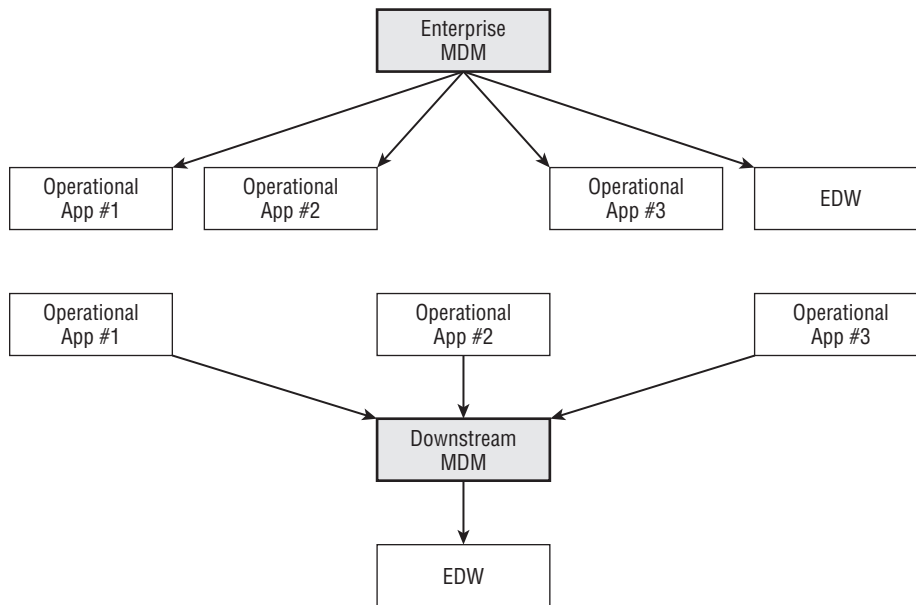 Enterprise
MDM
Operational
App #1
Operational
App #2
Operational
App #3
EDW
Operational
App #1
Operational
App #2
Operational
App #3
Downstream
MDM
EDW